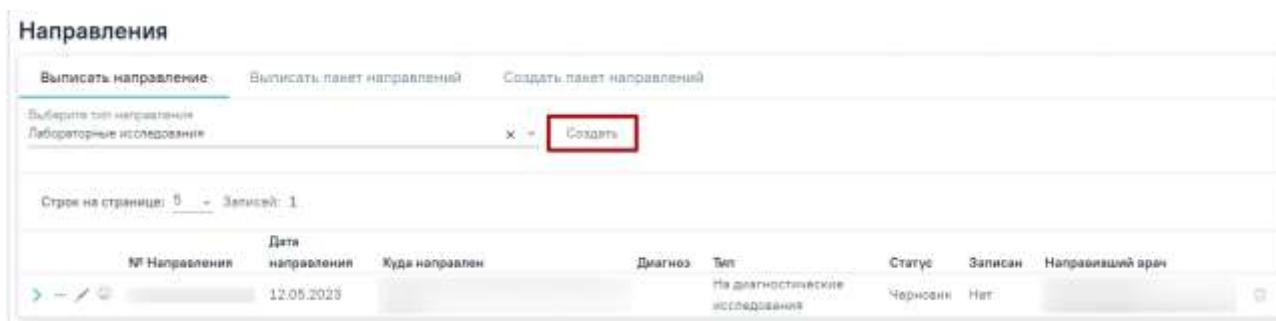 Направления
Выписать направление Выписать пакет направлений Создать пакет направлений
Выберите тип направления
Лабораторные исследования × Создать
Строк на странице: 5 Записей: 1
№ Направления Дата направления Куда направлен Диагноз Тип Статус Записан Направивший врач
12.05.2023 На диагностические исследования Черновик Нет